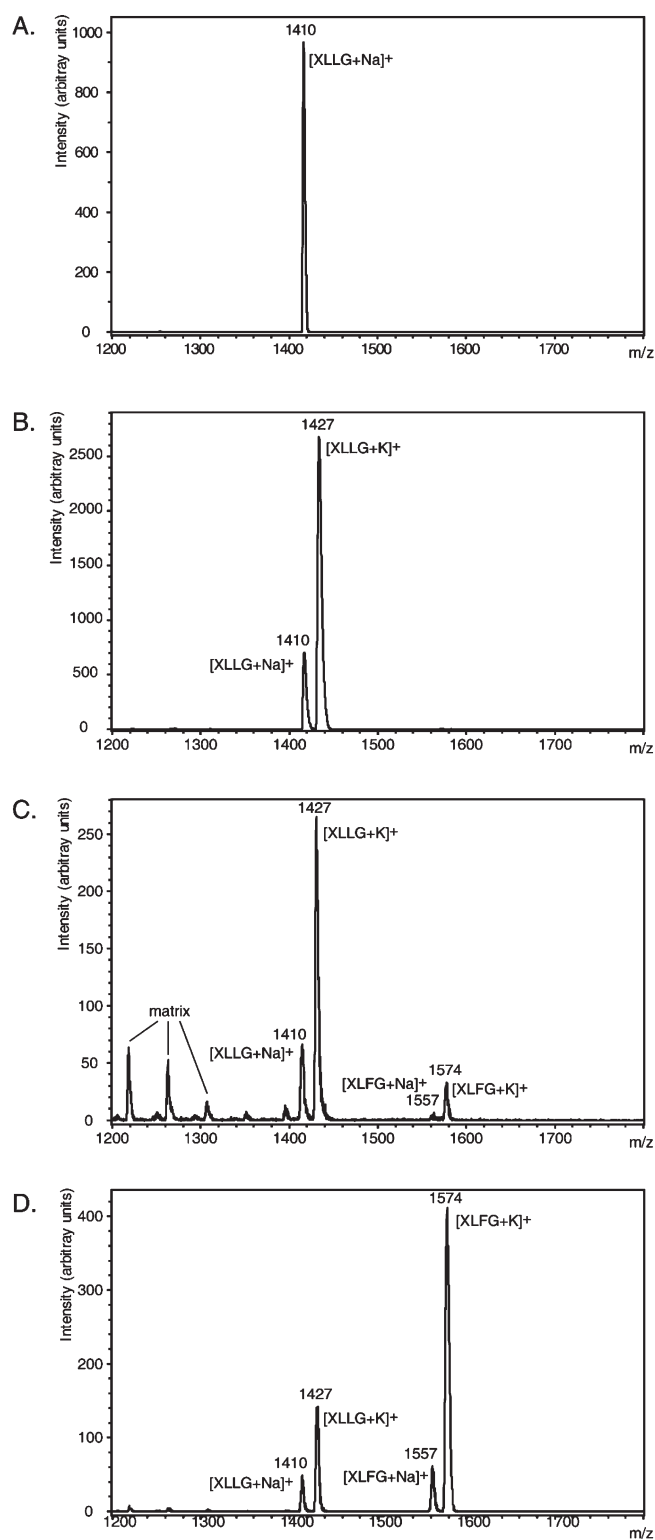 A.
1410
[XLLG+Na]+
Intensity (arbitray units)
1000
800
600
400
200
0
1200 1300 1400 1500 1600 1700 m/z
B.
1427
[XLLG+K]+
1410
[XLLG+Na]+
Intensity (arbitray units)
2500
2000
1500
1000
500
0
1200 1300 1400 1500 1600 1700 m/z
C.
1427
[XLLG+K]+
matrix
1410
[XLLG+Na]+
1574
[XLFG+Na]+
[XLFG+K]+
1557
Intensity (arbitray units)
250
200
150
100
50
0
1200 1300 1400 1500 1600 1700 m/z
D.
1574
[XLFG+K]+
1427
[XLLG+K]+
1410
[XLLG+Na]+
1557
[XLFG+Na]+
Intensity (arbitray units)
400
300
200
100
0
1200 1300 1400 1500 1600 1700 m/z